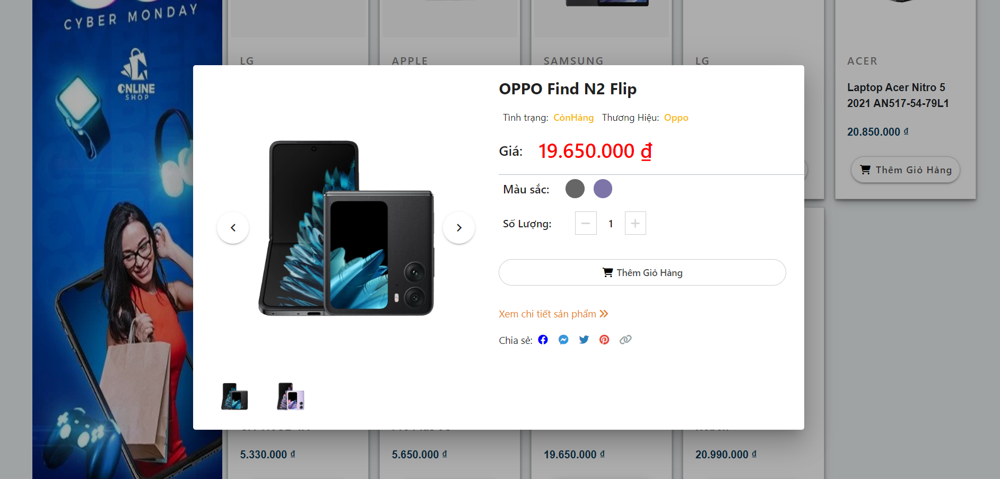 CYBER MONDAY
ONLINE
SHOP
LG
APPLE
SAMSUNG
LG
ACER
Laptop Acer Nitro 5
2021 AN517-54-79L1
20.850.000 ₫
Thêm Giỏ Hàng
OPPO Find N2 Flip
Tình trạng: CònHàng Thương Hiệu: Oppo
Giá: 19.650.000 ₫
Màu sắc:
Số Lượng: 1
Thêm Giỏ Hàng
Xem chi tiết sản phẩm
Chia sẻ:
5.330.000 ₫
5.650.000 ₫
19.650.000 ₫
20.990.000 ₫